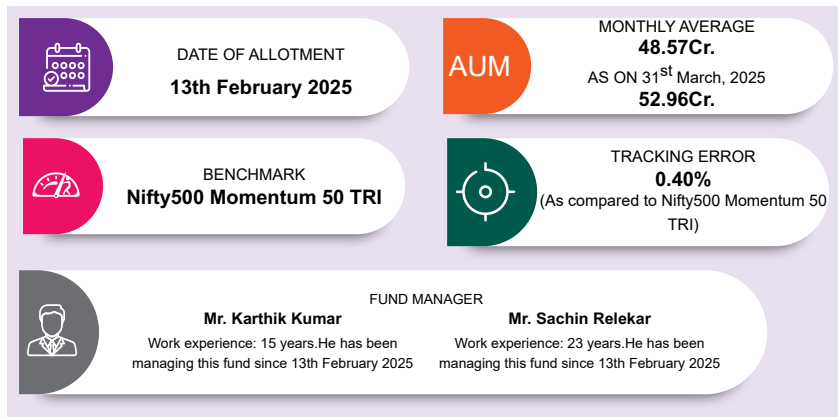 DATE OF ALLOTMENT
13th February 2025
AUM
MONTHLY AVERAGE
48.57Cr.
AS ON 31st March, 2025
52.96Cr.
BENCHMARK
Nifty500 Momentum 50 TRI
TRACKING ERROR
0.40%
(As compared to Nifty500 Momentum 50
TRI)
FUND MANAGER
Mr. Karthik Kumar
Work experience: 15 years.He has been
managing this fund since 13th February 2025
Mr. Sachin Relekar
Work experience: 23 years.He has been
managing this fund since 13th February 2025